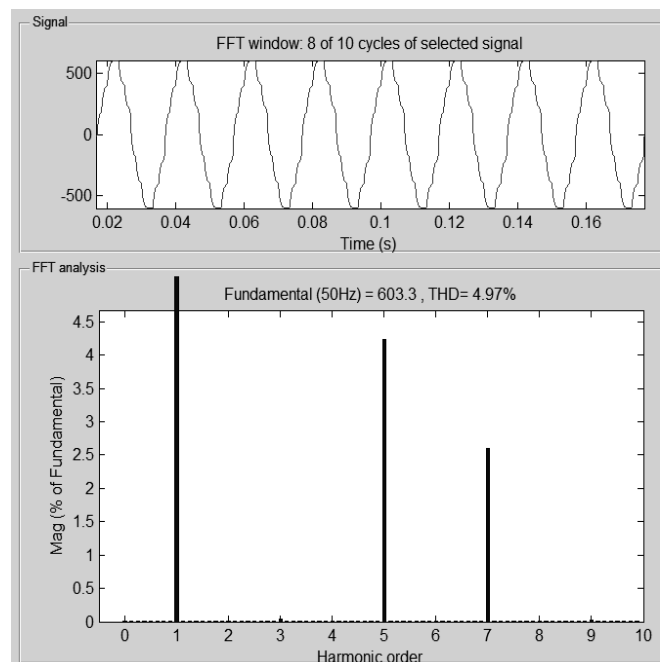 Signal
FFT window: 8 of 10 cycles of selected signal
500
0
-500
0.02 0.04 0.06 0.08 0.1 0.12 0.14 0.16
Time (s)
FFT analysis
Fundamental (50Hz) = 603.3 , THD= 4.97%
4.5
4
3.5
3
2.5
2
1.5
1
0.5
0
Mag (% of Fundamental)
0 1 2 3 4 5 6 7 8 9 10
Harmonic order